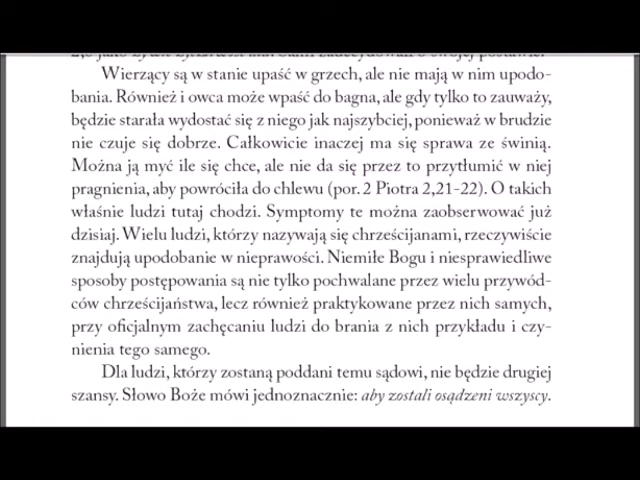 Wierzący są w stanie upaść w grzech, ale nie mają w nim upodo-
bania. Również i owca może wpaść do bagna, ale gdy tylko to zauważy,
będzie starała wydostać się z niego jak najszybciej, ponieważ w brudzie
nie czuje się dobrze. Całkowicie inaczej ma się sprawa ze świnią.
Można ją myć ile się chce, ale nie da się przez to przytłumić w niej
pragnienia, aby powróciła do chlewu (por. 2 Piotra 2,21-22). O takich
właśnie ludzi tutaj chodzi. Symptomy te można zaobserwować już
dzisiaj. Wielu ludzi, którzy nazywają się chrześcijanami, rzeczywiście
znajdują upodobanie w nieprawości. Niemiłe Bogu i niesprawiedliwe
sposoby postępowania są nie tylko pochwalane przez wielu przywód-
ców chrześcijaństwa, lecz również praktykowane przez nich samych,
przy oficjalnym zachęcaniu ludzi do brania z nich przykładu i czy-
nienia tego samego.
Dla ludzi, którzy zostaną poddani temu sądowi, nie będzie drugiej
szansy. Słowo Boże mówi jednoznacznie: aby zostali osądzeni wszyscy.